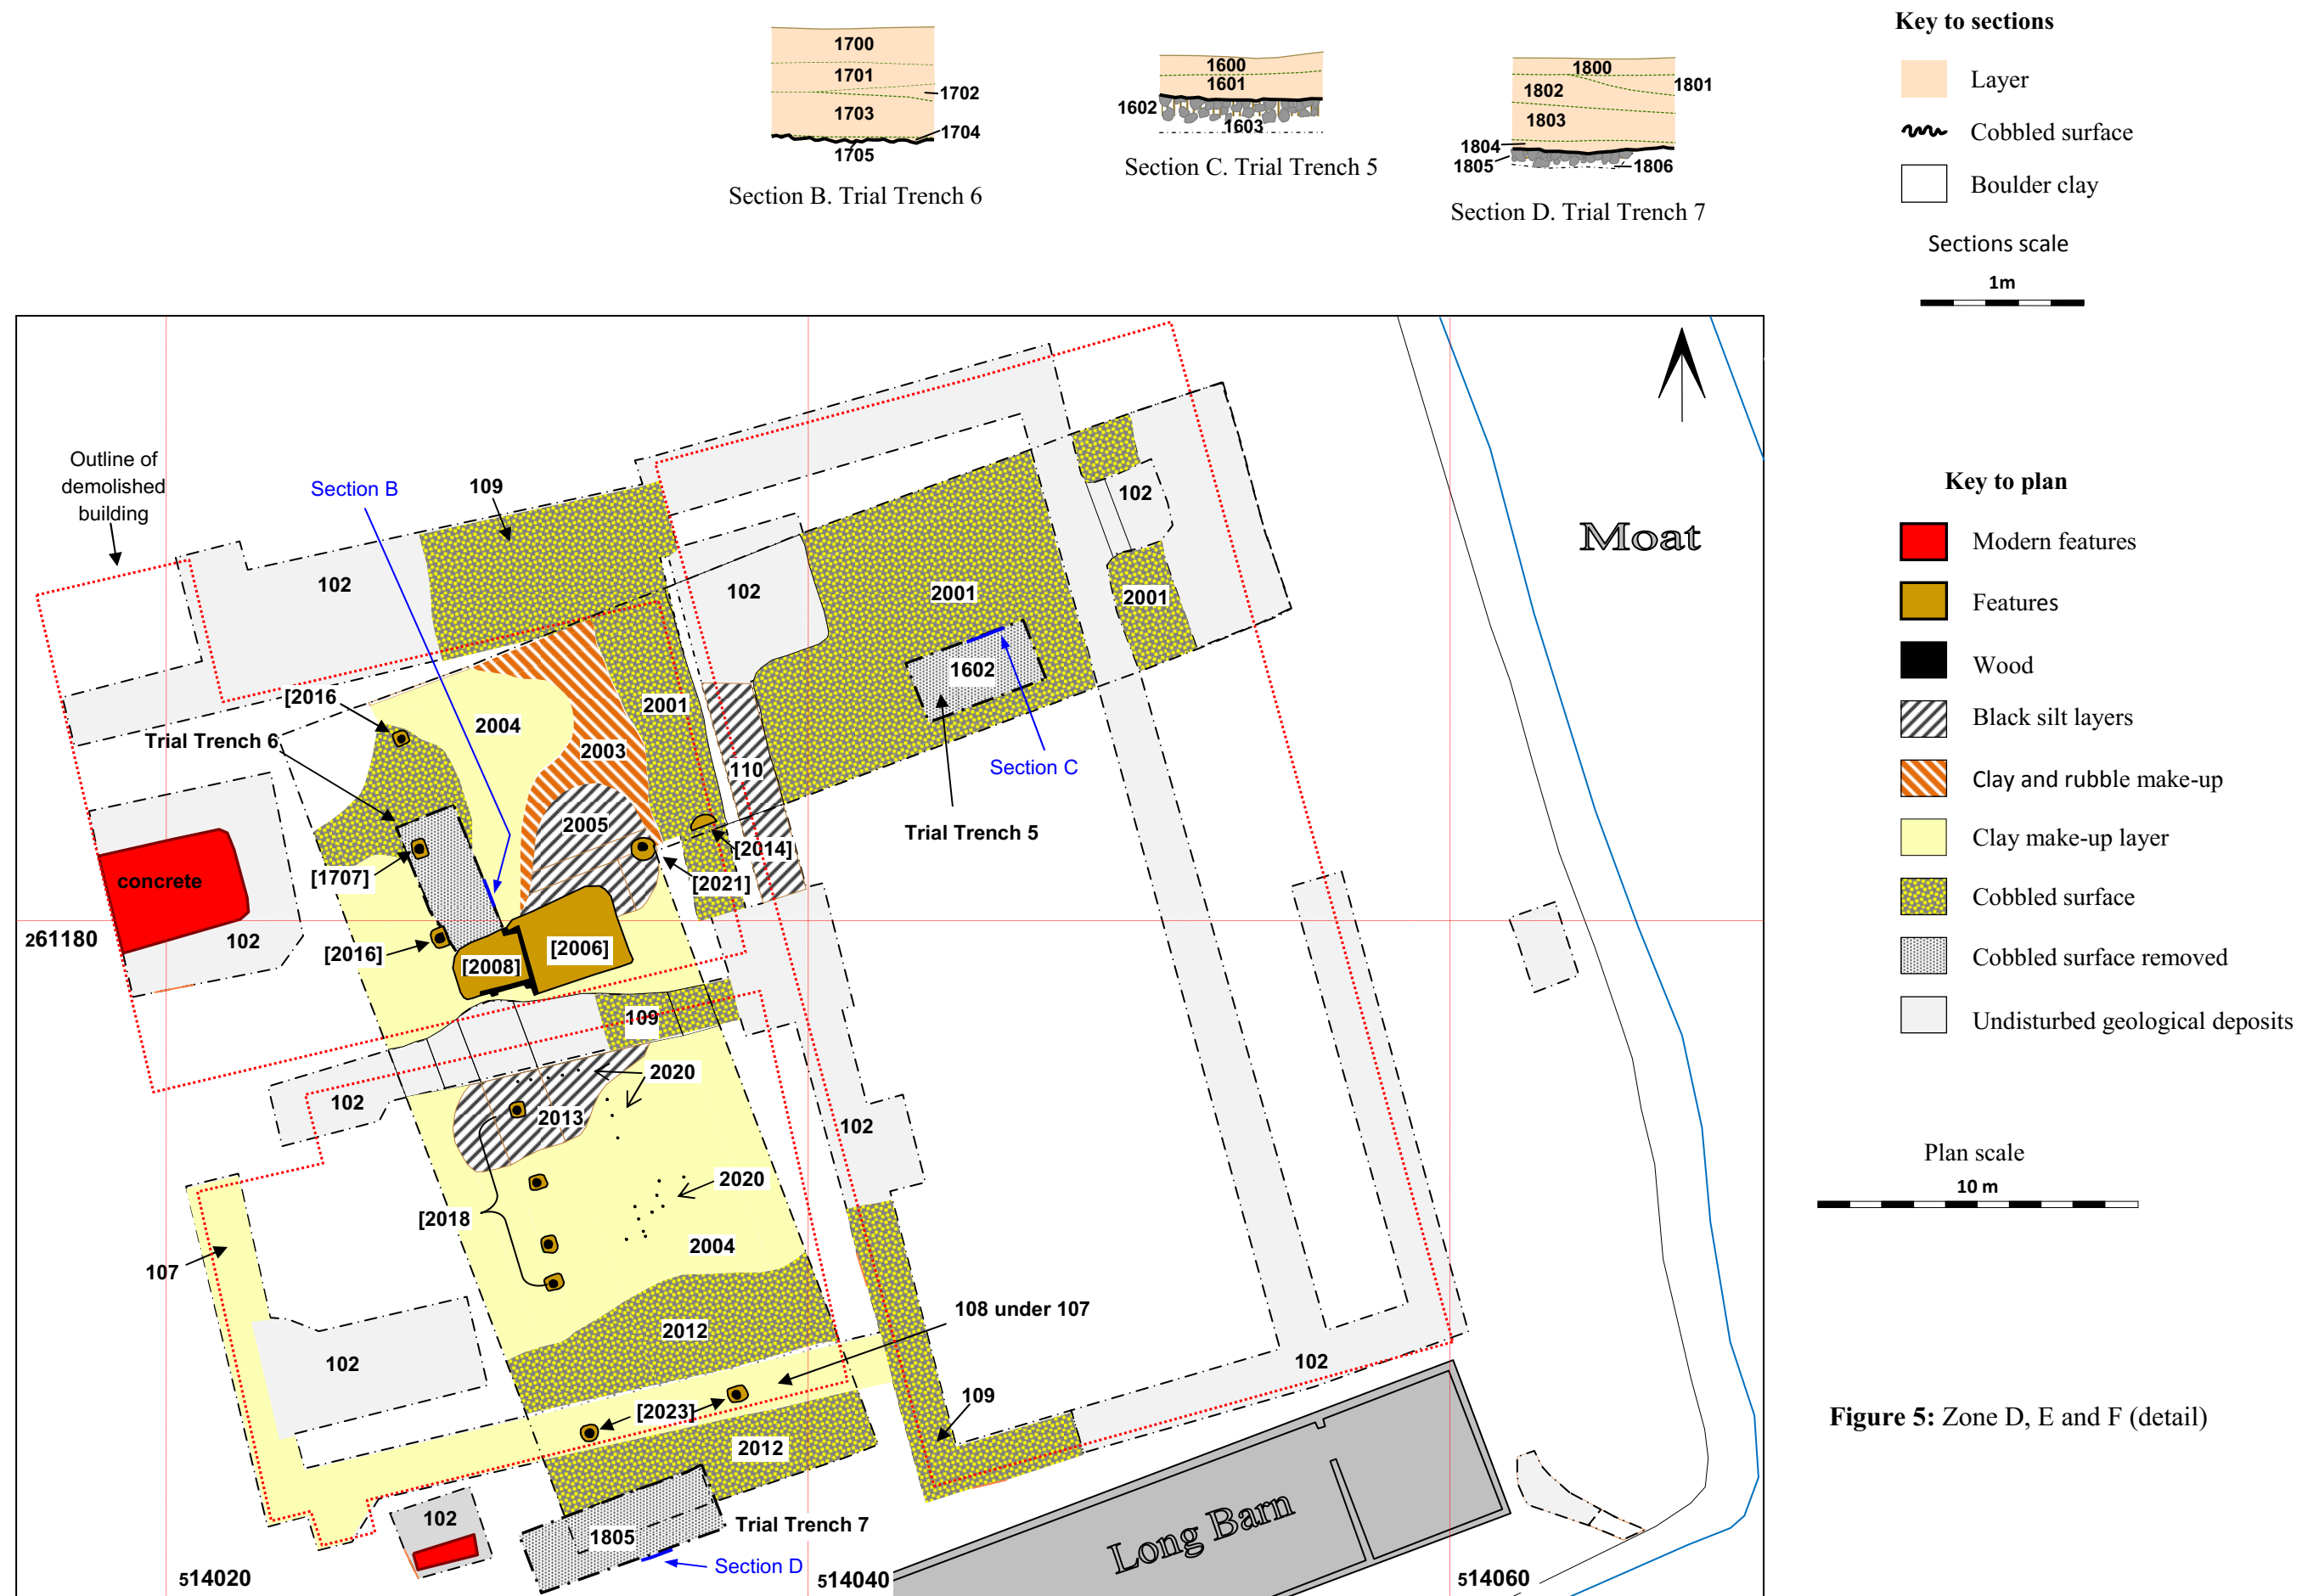 1700
1701
1702
1703
1704
1705
Section B. Trial Trench 6
1600
1601
1602
1603
Section C. Trial Trench 5
1800
1801
1802
1803
1804
1805
1806
Section D. Trial Trench 7
Key to sections
Layer
Cobbled surface
Boulder clay
Sections scale
1m
Outline of
demolished
building
Section B
109
102
102
102
Moat
2001
2001
1602
[2016
2004
2001
Trial Trench 6
2003
110
Section C
2005
Trial Trench 5
[2014]
[1707]
[2021]
concrete
261180
102
[2016]
[2008]
[2006]
109
2020
102
2013
102
2020
[2018
2004
107
108 under 107
2012
102
102
109
[2023]
2012
102
1805
Trial Trench 7
Section D
Long Barn
514020
514040
514060
Key to plan
Modern features
Features
Wood
Black silt layers
Clay and rubble make-up
Clay make-up layer
Cobbled surface
Cobbled surface removed
Undisturbed geological deposits
Plan scale
10 m
Figure 5: Zone D, E and F (detail)